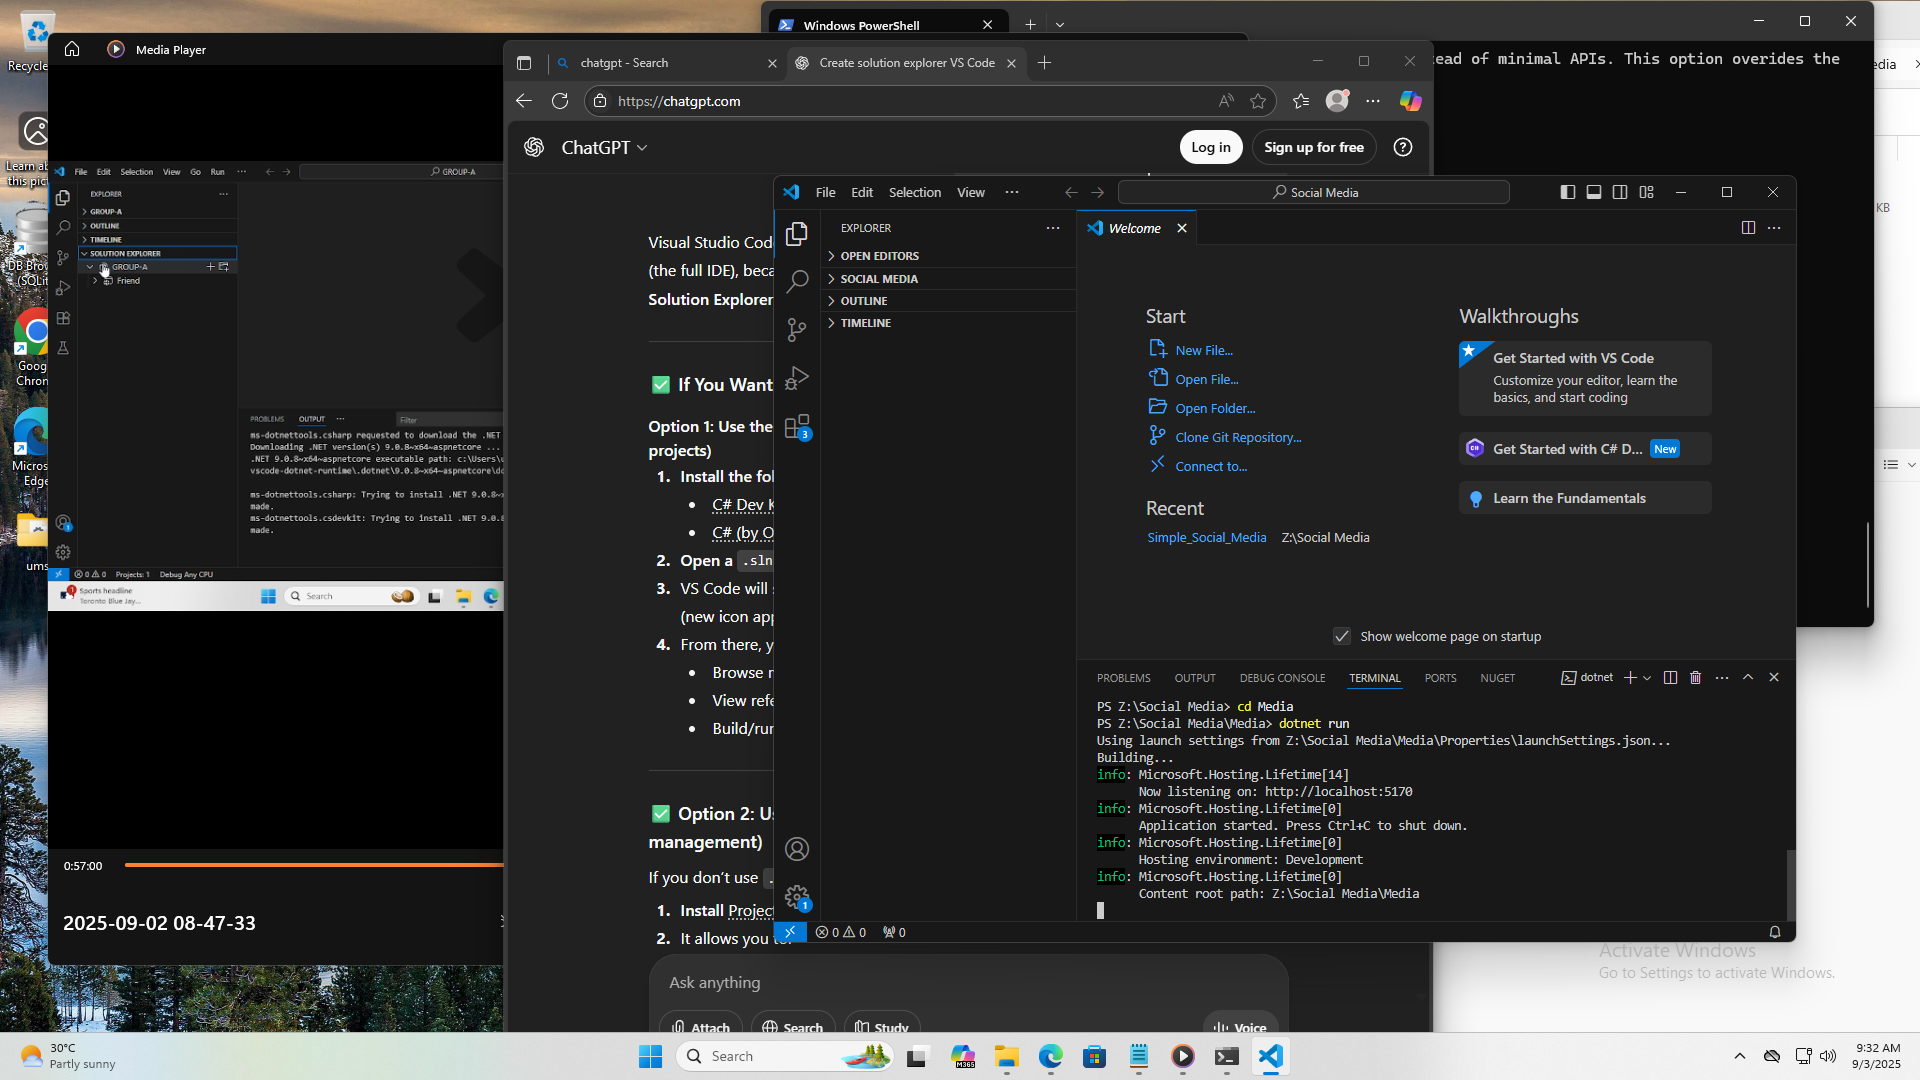 Recycle
Learn ab
this pict
DB Brow
(SQLit
Goog
Chron
Micros
Edge
ums
Media Player
File Edit Selection View Go Run
GROUP-A
EXPLORER
GROUP-A
OUTLINE
TIMELINE
SOLUTION EXPLORER
GROUP-A
Friend
PROBLEMS OUTPUT
Filter
ms-dotnettools.csharp requested to download the .NET
Downloading .NET version(s) 9.0.8~x64~aspnetcore ...
.NET 9.0.8~x64~aspnetcore executable path: c:\Users\u
vscode-dotnet-runtime\.dotnet\9.0.8~x64~aspnetcore\do
ms-dotnettools.csharp: Trying to install .NET 9.0.8~x
made.
ms-dotnettools.csdevkit: Trying to install .NET 9.0.8
made.
0 0 Projects: 1 Debug Any CPU
Sports headline
Toronto Blue Jay...
Search
0:57:00
2025-09-02 08-47-33
Windows PowerShell
ead of minimal APIs. This option overides the
edia
KB
chatgpt - Search
Create solution explorer VS Code
https://chatgpt.com
ChatGPT
Log in
Sign up for free
Visual Studio Cod
(the full IDE), beca
Solution Explorer
✅ If You Want
Option 1: Use the
projects)
1. Install the fol
• C# Dev K
• C# (by O
2. Open a .sln
3. VS Code will s
(new icon app
4. From there, y
• Browse r
• View refe
• Build/run
✅ Option 2: Us
management)
If you don't use .
1. Install Project
2. It allows you to:
Ask anything
Attach
Search
Study
Voice
File Edit Selection View ...
Social Media
EXPLORER
OPEN EDITORS
SOCIAL MEDIA
OUTLINE
TIMELINE
3
1
Welcome
Start
New File...
Open File...
Open Folder...
Clone Git Repository...
Connect to...
Recent
Simple_Social_Media Z:\Social Media
Walkthroughs
Get Started with VS Code
Customize your editor, learn the
basics, and start coding
Get Started with C# D... New
Learn the Fundamentals
Show welcome page on startup
PROBLEMS OUTPUT DEBUG CONSOLE TERMINAL PORTS NUGET
dotnet
PS Z:\Social Media> cd Media
PS Z:\Social Media\Media> dotnet run
Using launch settings from Z:\Social Media\Media\Properties\launchSettings.json...
Building...
info: Microsoft.Hosting.Lifetime[14]
Now listening on: http://localhost:5170
info: Microsoft.Hosting.Lifetime[0]
Application started. Press Ctrl+C to shut down.
info: Microsoft.Hosting.Lifetime[0]
Hosting environment: Development
info: Microsoft.Hosting.Lifetime[0]
Content root path: Z:\Social Media\Media
0 0 0
Activate Windows
Go to Settings to activate Windows.
30°C
Partly sunny
Search
M365
9:32 AM
9/3/2025